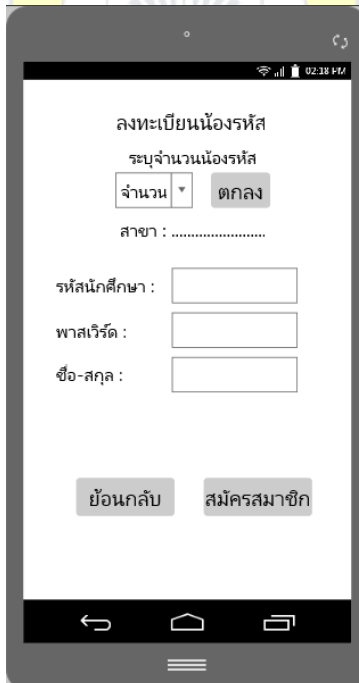 02:18 PM
ลงทะเบียนน้องรหัส
ระบุจำนวนน้องรหัส
จำนวน ตกลง
สาขา : ........................
รหัสนักศึกษา :
พาสเวิร์ด :
ชื่อ-สกุล :
ย้อนกลับ สมัครสมาชิก